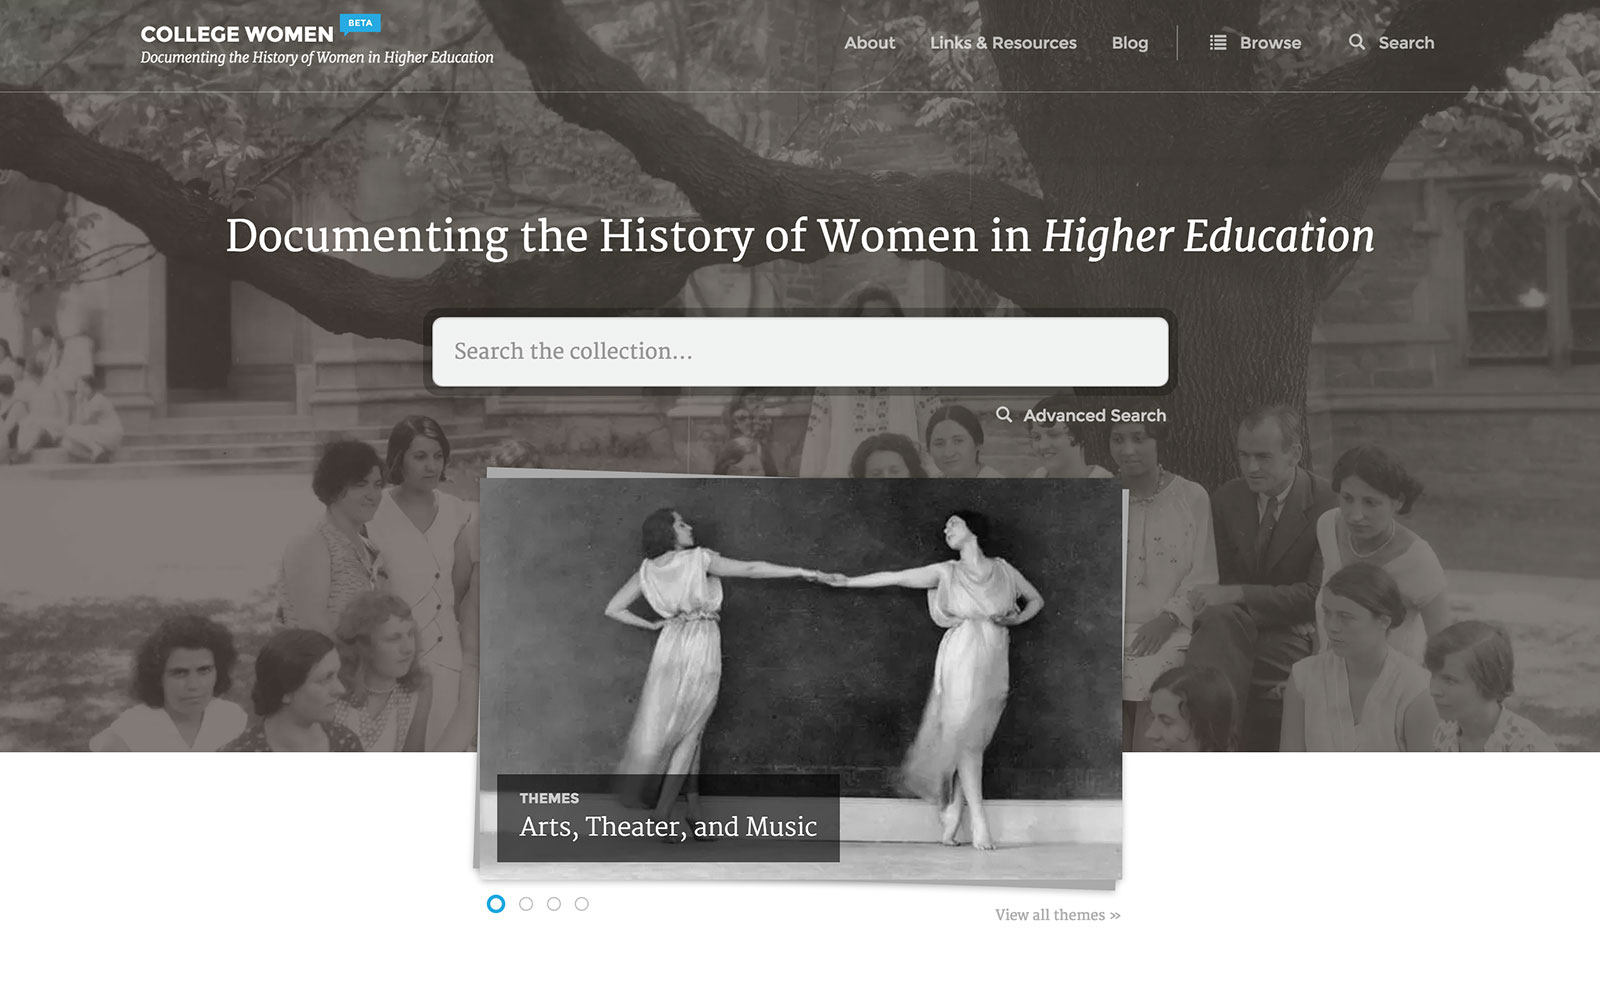 COLLEGE WOMEN BETA
Documenting the History of Women in Higher Education
About Links & Resources Blog Browse Search
Documenting the History of Women in Higher Education
Search the collection...
Advanced Search
THEMES
Arts, Theater, and Music
View all themes »